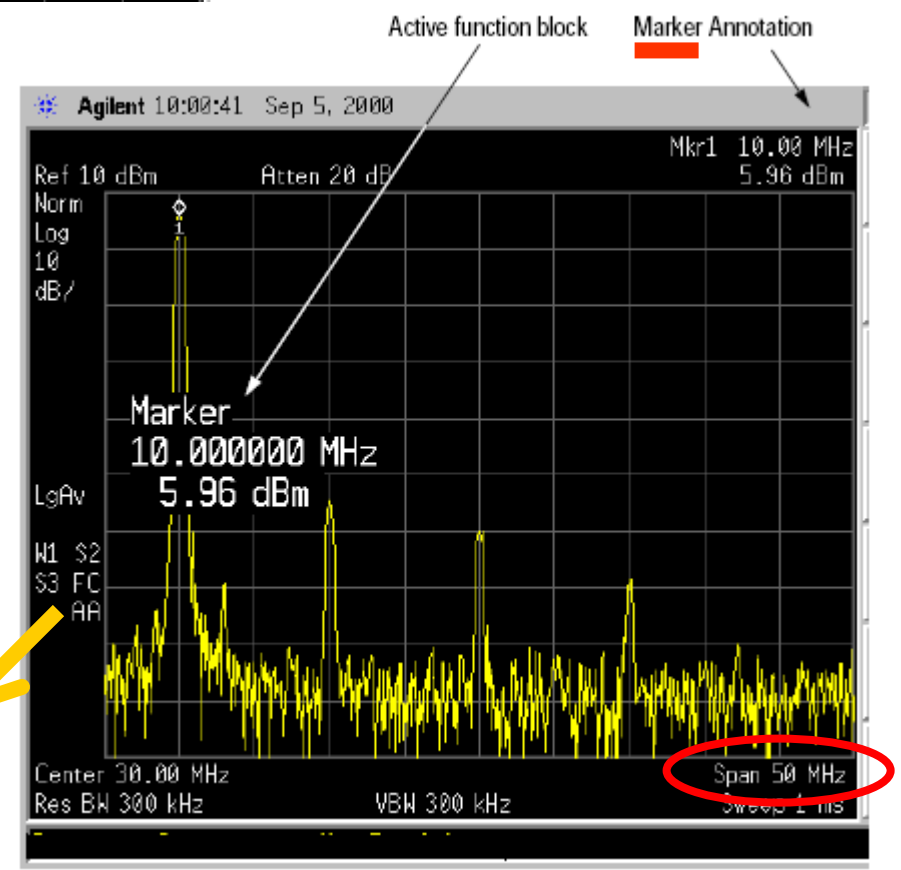 Active function block Marker Annotation
Agilent 10:00:41 Sep 5, 2000
Mkr1 10.00 MHz
Ref 10 dBm Atten 20 dB 5.96 dBm
Norm
1
Log
10
dB/
Marker
10.000000 MHz
5.96 dBm
LgAv
W1 S2
S3 FC
AA
Center 30.00 MHz Span 50 MHz
Res BW 300 kHz VBW 300 kHz Sweep 1 ms